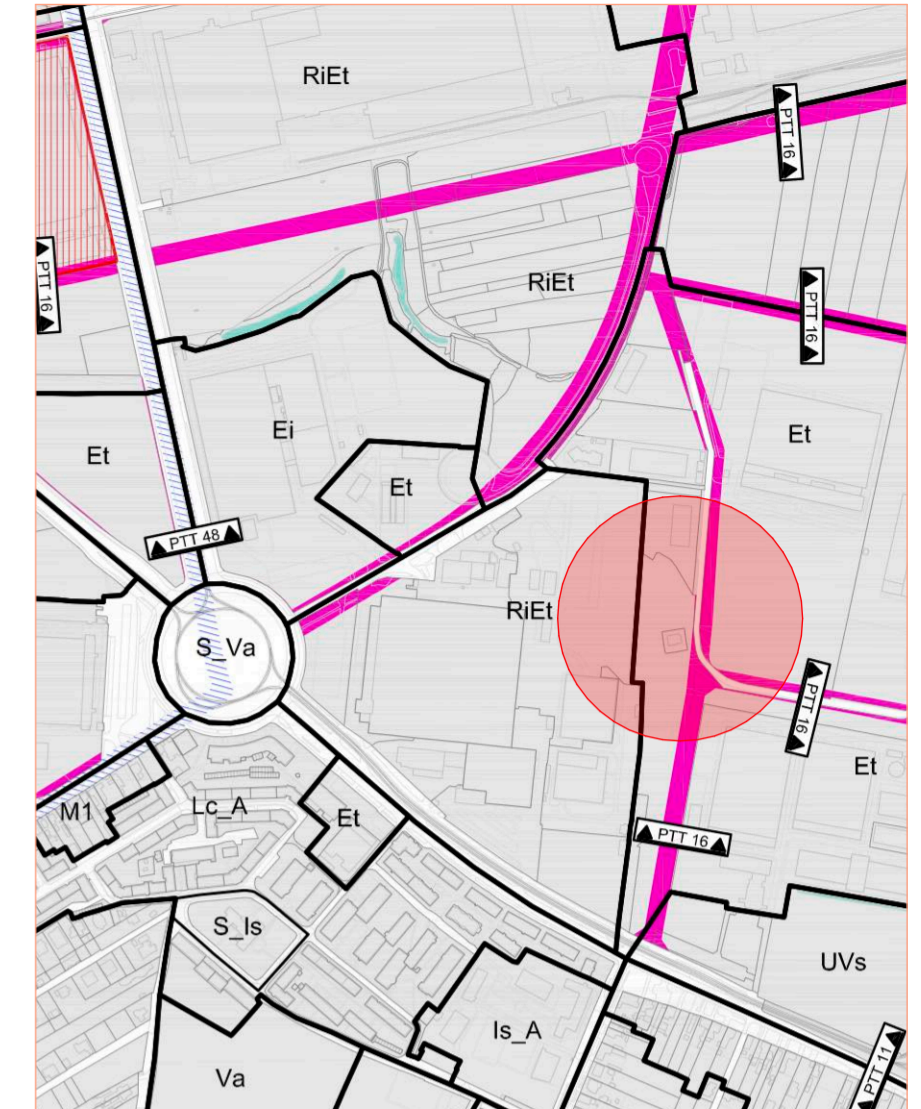 RiEt
PTT 16
PTT 16
RiEt
PTT 16
Ei
Et
Et
Et
PTT 48
RiEt
S_Va
PTT 16
Et
M1
Lc_A
Et
PTT 16
S_Is
UVs
Is_A
Va
PTT 11